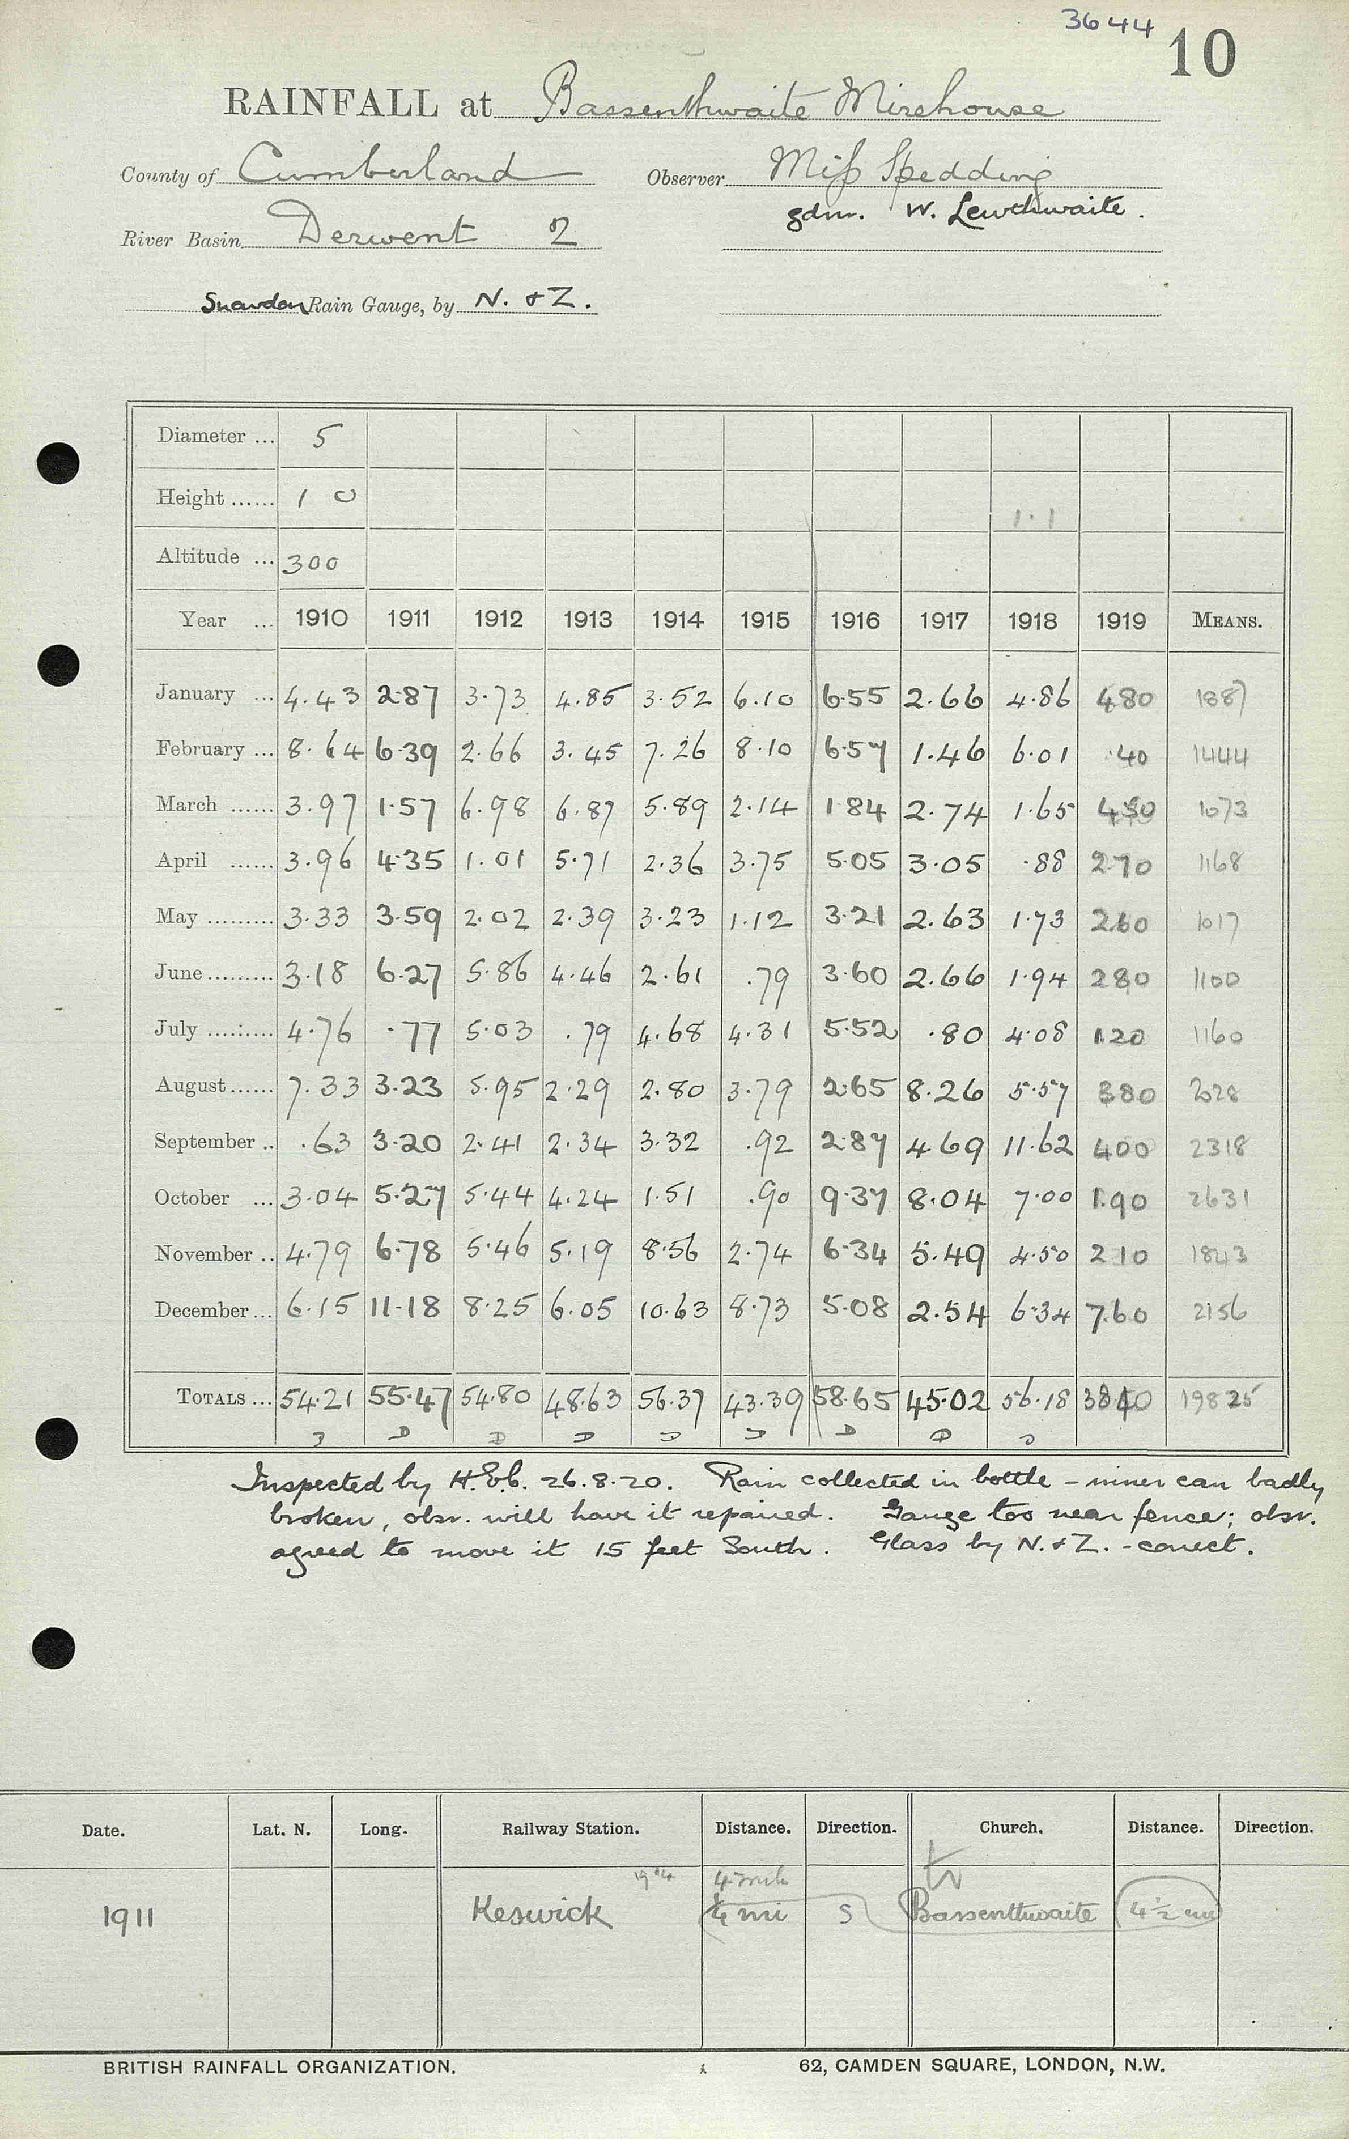 3644 10
RAINFALL at Bassenthwaite Mirehouse
County of Cumberland Observer Miss Spedding
gdnr. W. Lewthwaite.
River Basin Derwent 2
Snowdon Rain Gauge, by N. & Z.
Diameter ... 5
Height ...... 1 0 1.1
Altitude ... 300
Year ... 1910 1911 1912 1913 1914 1915 1916 1917 1918 1919 MEANS.
January ... 4.43 2.87 3.73 4.85 3.52 6.10 6.55 2.66 4.86 480 1387
February ... 8.64 6.39 2.66 3.45 7.26 8.10 6.57 1.46 6.01 .40 1444
March ...... 3.97 1.57 6.98 6.87 5.89 2.14 1.84 2.74 1.65 1073
April ...... 3.96 4.35 1.01 5.71 2.36 3.75 5.05 3.05 .88 2.70 1168
May ......... 3.33 3.59 2.02 2.39 3.23 1.12 3.21 2.63 1.73 2.60 1017
June ......... 3.18 6.27 5.86 4.46 2.61 .79 3.60 2.66 1.94 280 1100
July ......... 4.76 .77 5.03 .79 4.68 4.31 5.52 .80 4.08 1.20 1160
August ...... 7.33 3.23 5.95 2.29 2.80 3.79 2.65 8.26 5.57 380 2028
September .. .63 3.20 2.41 2.34 3.32 .92 2.87 4.69 11.62 400 2318
October ... 3.04 5.27 5.44 4.24 1.51 .90 9.37 8.04 7.00 1.90 2631
November .. 4.79 6.78 5.46 5.19 8.56 2.74 6.34 5.49 4.50 210 1843
December ... 6.15 11.18 8.25 6.05 10.63 8.73 5.08 2.54 6.34 7.60 2156
TOTALS ... 54.21 55.47 54.80 48.63 56.37 43.39 58.65 45.02 56.18 19825
Inspected by 26.8.20. Rain collected in bottle – inner can badly
broken, obsr. will have it repaired. Gauge too near fence; obsr.
agreed to move it 15 feet South. Glass by N. & Z. - correct.
Date. Lat. N. Long. Railway Station. Distance. Direction. Church. Distance. Direction.
1911 Keswick ¼ mi S Bassenthwaite 4½
BRITISH RAINFALL ORGANIZATION. 62, CAMDEN SQUARE, LONDON, N.W.